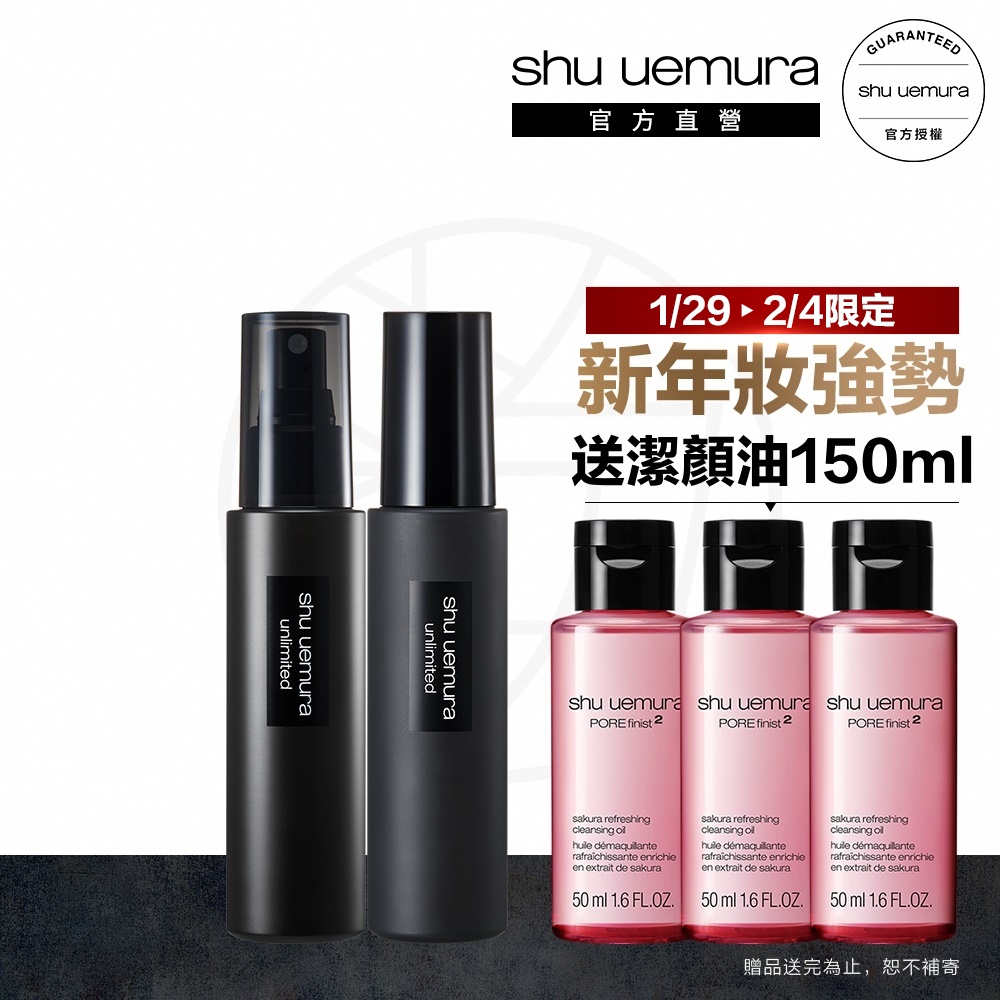 shu uemura
官方直營
GUARANTEED
shu uemura
官方授權
1/29▸2/4限定
新年妝強勢
送潔顏油150ml
shu uemura
unlimited
shu uemura
unlimited
shu uemura
POREfinist²
sakura refreshing
cleansing oil
huile démaquillante
rafraîchissante enrichie
en extrait de sakura
50 ml 1.6 FL.OZ.
shu uemura
POREfinist²
sakura refreshing
cleansing oil
huile démaquillante
rafraîchissante enrichie
en extrait de sakura
50 ml 1.6 FL.OZ.
shu uemura
POREfinist²
sakura refreshing
cleansing oil
huile démaquillante
rafraîchissante enrichie
en extrait de sakura
50 ml 1.6 FL.OZ.
贈品送完為止，恕不補寄